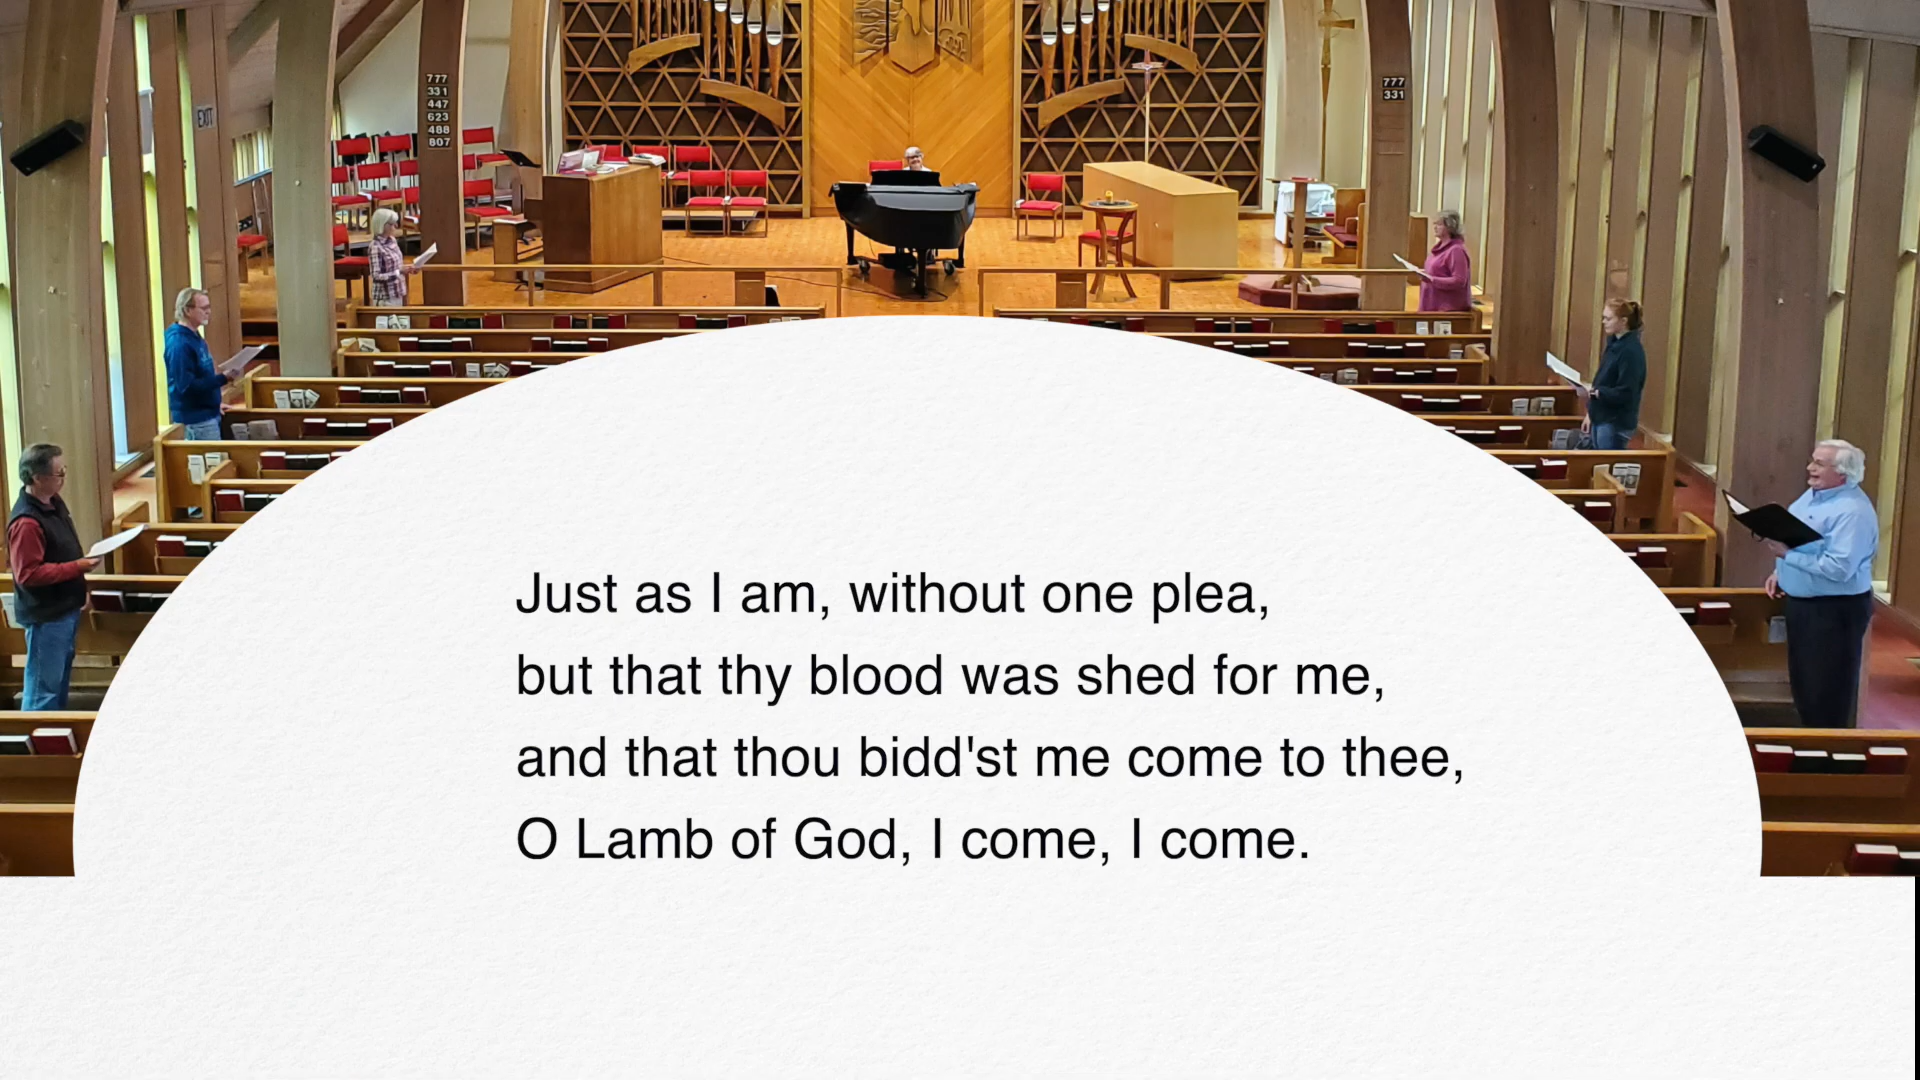 777
331
447
623
488
807
EXIT
777
331
Just as I am, without one plea,
but that thy blood was shed for me,
and that thou bidd'st me come to thee,
O Lamb of God, I come, I come.